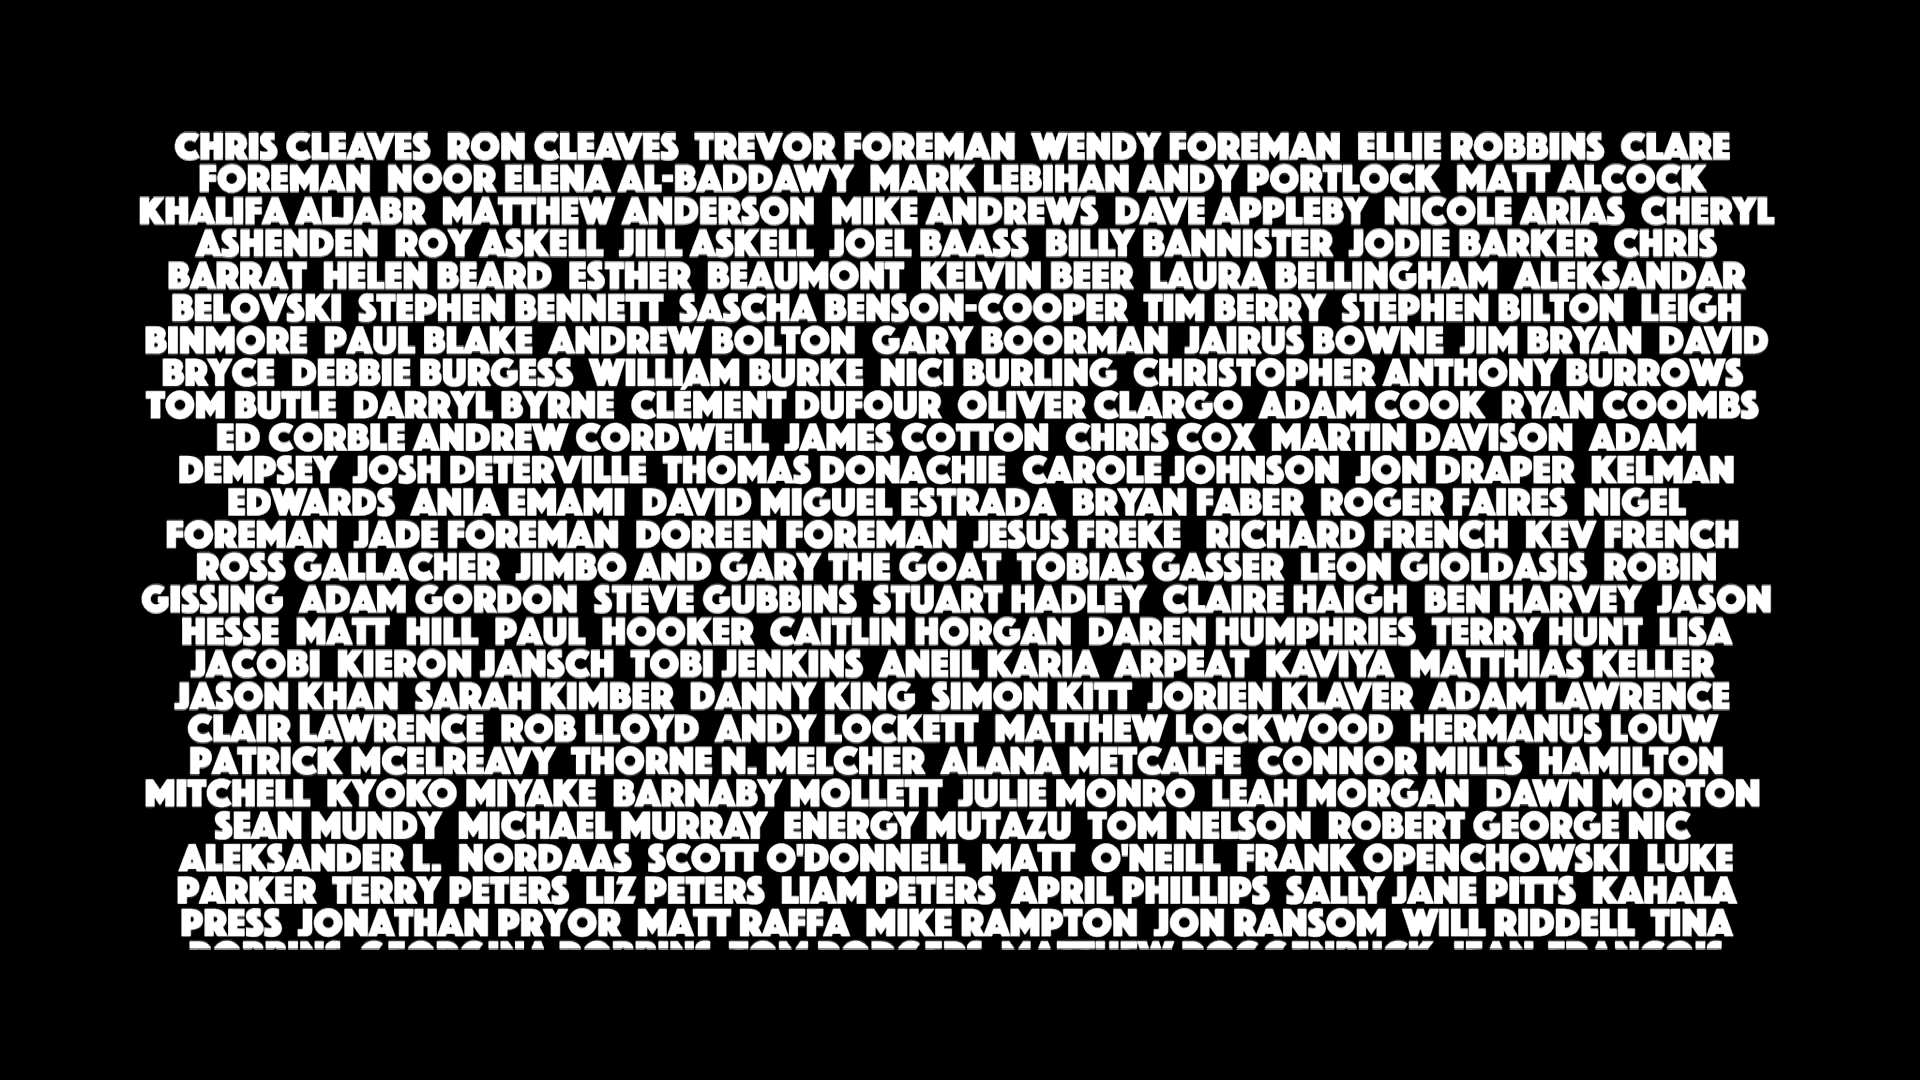 CHRIS CLEAVES RON CLEAVES TREVOR FOREMAN WENDY FOREMAN ELLIE ROBBINS CLARE
FOREMAN NOOR ELENA AL-BADDAWY MARK LEBIHAN ANDY PORTLOCK MATT ALCOCK
KHALIFA ALJABR MATTHEW ANDERSON MIKE ANDREWS DAVE APPLEBY NICOLE ARIAS CHERYL
ASHENDEN ROY ASKELL JILL ASKELL JOEL BAASS BILLY BANNISTER JODIE BARKER CHRIS
BARRAT HELEN BEARD ESTHER BEAUMONT KELVIN BEER LAURA BELLINGHAM ALEKSANDAR
BELOVSKI STEPHEN BENNETT SASCHA BENSON-COOPER TIM BERRY STEPHEN BILTON LEIGH
BINMORE PAUL BLAKE ANDREW BOLTON GARY BOORMAN JAIRUS BOWNE JIM BRYAN DAVID
BRYCE DEBBIE BURGESS WILLIAM BURKE NICI BURLING CHRISTOPHER ANTHONY BURROWS
TOM BUTLE DARRYL BYRNE CLÉMENT DUFOUR OLIVER CLARGO ADAM COOK RYAN COOMBS
ED CORBLE ANDREW CORDWELL JAMES COTTON CHRIS COX MARTIN DAVISON ADAM
DEMPSEY JOSH DETERVILLE THOMAS DONACHIE CAROLE JOHNSON JON DRAPER KELMAN
EDWARDS ANIA EMAMI DAVID MIGUEL ESTRADA BRYAN FABER ROGER FAIRES NIGEL
FOREMAN JADE FOREMAN DOREEN FOREMAN JESUS FREKE RICHARD FRENCH KEV FRENCH
ROSS GALLACHER JIMBO AND GARY THE GOAT TOBIAS GASSER LEON GIOLDASIS ROBIN
GISSING ADAM GORDON STEVE GUBBINS STUART HADLEY CLAIRE HAIGH BEN HARVEY JASON
HESSE MATT HILL PAUL HOOKER CAITLIN HORGAN DAREN HUMPHRIES TERRY HUNT LISA
JACOBI KIERON JANSCH TOBI JENKINS ANEIL KARIA ARPEAT KAVIYA MATTHIAS KELLER
JASON KHAN SARAH KIMBER DANNY KING SIMON KITT JORIEN KLAVER ADAM LAWRENCE
CLAIR LAWRENCE ROB LLOYD ANDY LOCKETT MATTHEW LOCKWOOD HERMANUS LOUW
PATRICK MCELREAVY THORNE N. MELCHER ALANA METCALFE CONNOR MILLS HAMILTON
MITCHELL KYOKO MIYAKE BARNABY MOLLETT JULIE MONRO LEAH MORGAN DAWN MORTON
SEAN MUNDY MICHAEL MURRAY ENERGY MUTAZU TOM NELSON ROBERT GEORGE NIC
ALEKSANDER L. NORDAAS SCOTT O'DONNELL MATT O'NEILL FRANK OPENCHOWSKI LUKE
PARKER TERRY PETERS LIZ PETERS LIAM PETERS APRIL PHILLIPS SALLY JANE PITTS KAHALA
PRESS JONATHAN PRYOR MATT RAFFA MIKE RAMPTON JON RANSOM WILL RIDDELL TINA